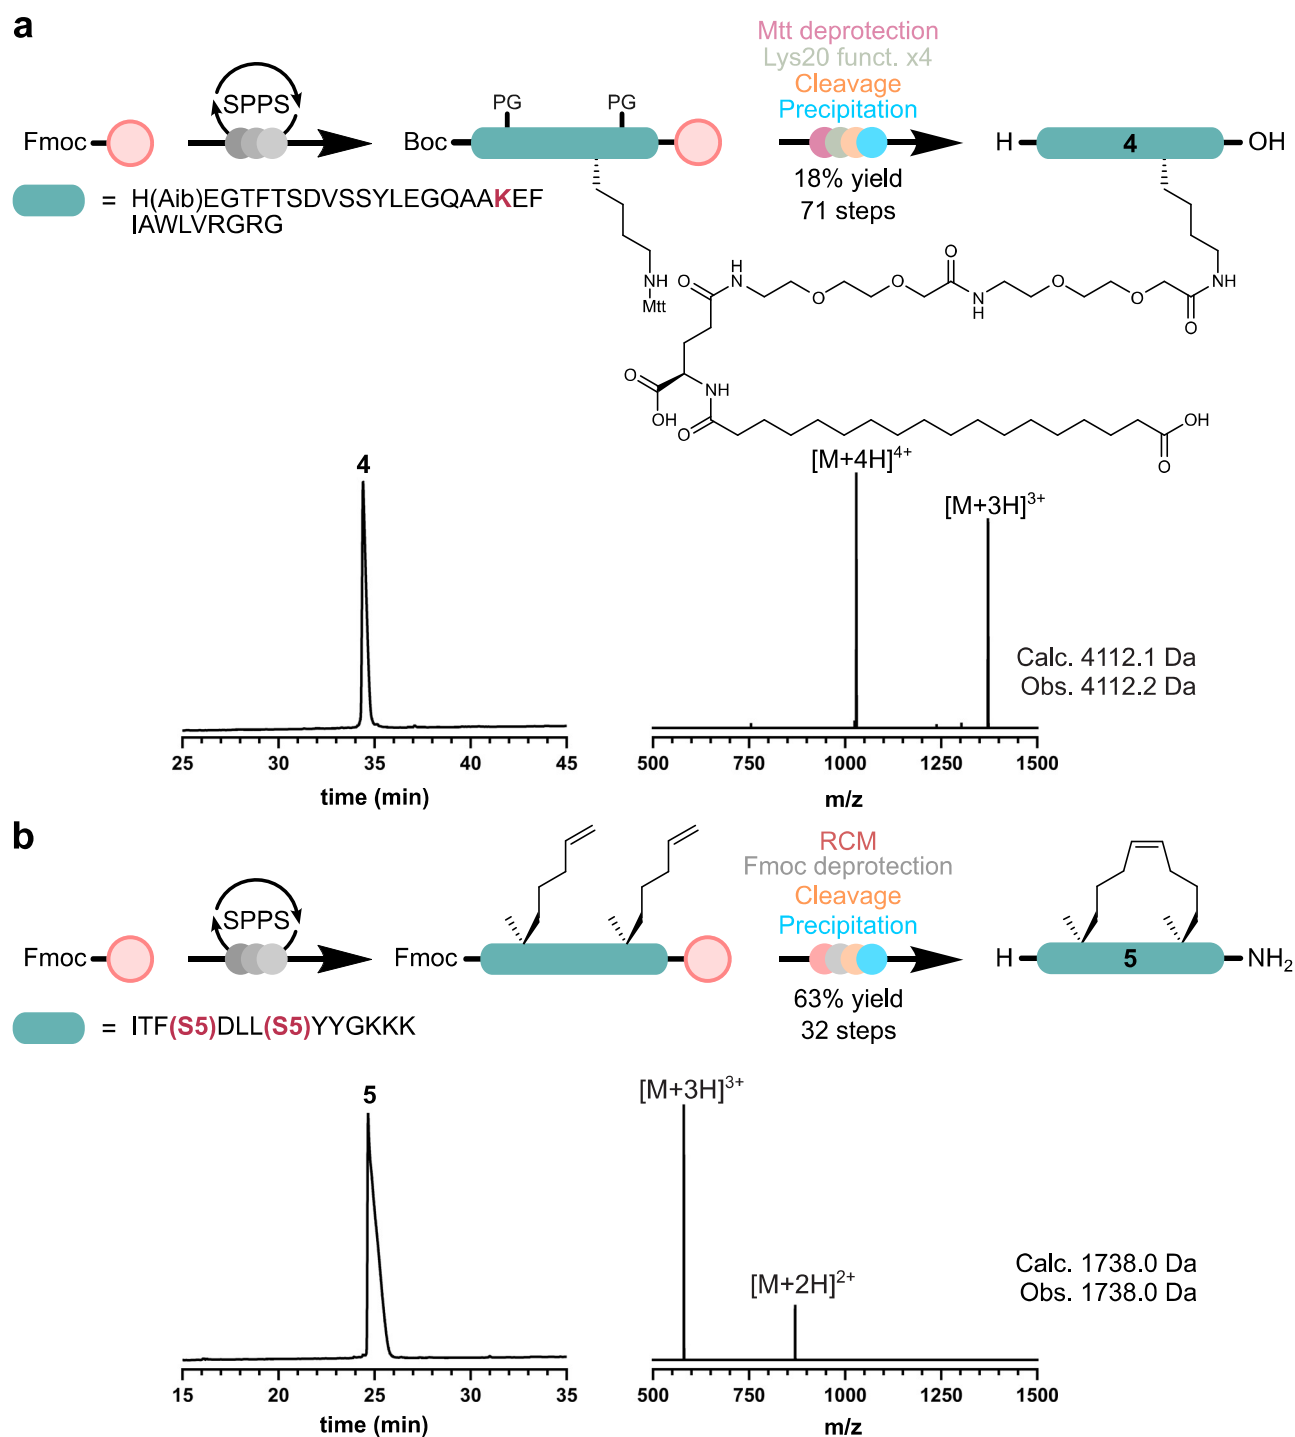 a
Mtt deprotection
Lys20 funct. x4
Cleavage
Precipitation
SPPS
PG PG
Fmoc
Boc
H 4 OH
18% yield
71 steps
= H(Aib)EGTFTSDVSSYLEGQAAKEF
IAWLVRGRG
NH
Mtt
O H N O O O N H O O O NH
O OH NH O OH O
4
[M+4H]4+
[M+3H]3+
Calc. 4112.1 Da
Obs. 4112.2 Da
25 30 35 40 45
time (min)
500 750 1000 1250 1500
m/z
b
RCM
Fmoc deprotection
Cleavage
Precipitation
SPPS
Fmoc
Fmoc
H 5 NH2
63% yield
32 steps
= ITF(S5)DLL(S5)YYGKKK
5
[M+3H]3+
[M+2H]2+
Calc. 1738.0 Da
Obs. 1738.0 Da
15 20 25 30 35
time (min)
500 750 1000 1250 1500
m/z